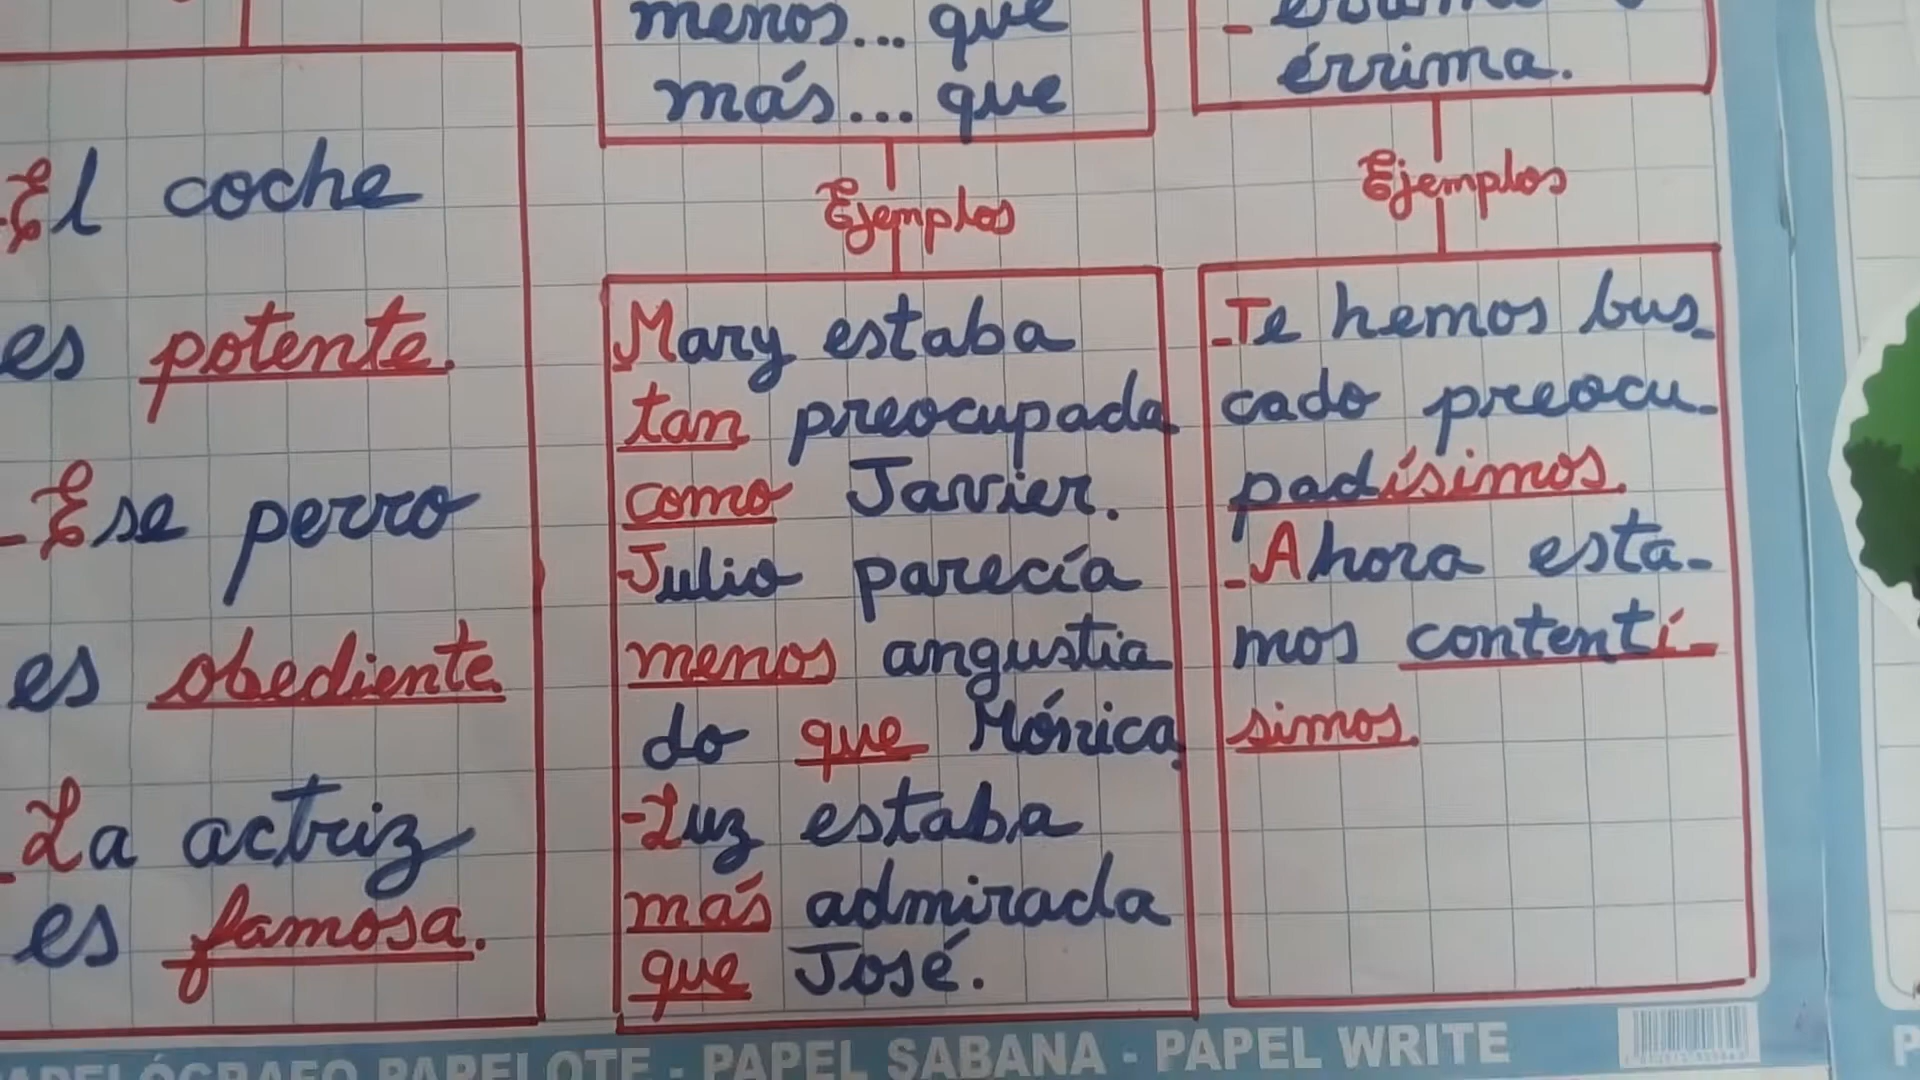 El coche
es potente.
-Ese perro
es obediente.
-La actriz
es famosa.
menos... que
más... que
Ejemplos
Mary estaba
tan preocupada
como Javier.
-Julio parecía
menos angustia
do que Mónica.
-Luz estaba
más admirada
que José.
érrima.
Ejemplos
-Te hemos bus-
cado preocu-
padísimos.
-Ahora esta-
mos contentí-
simos.
PAPELOTE - PAPEL SABANA - PAPEL WRITE